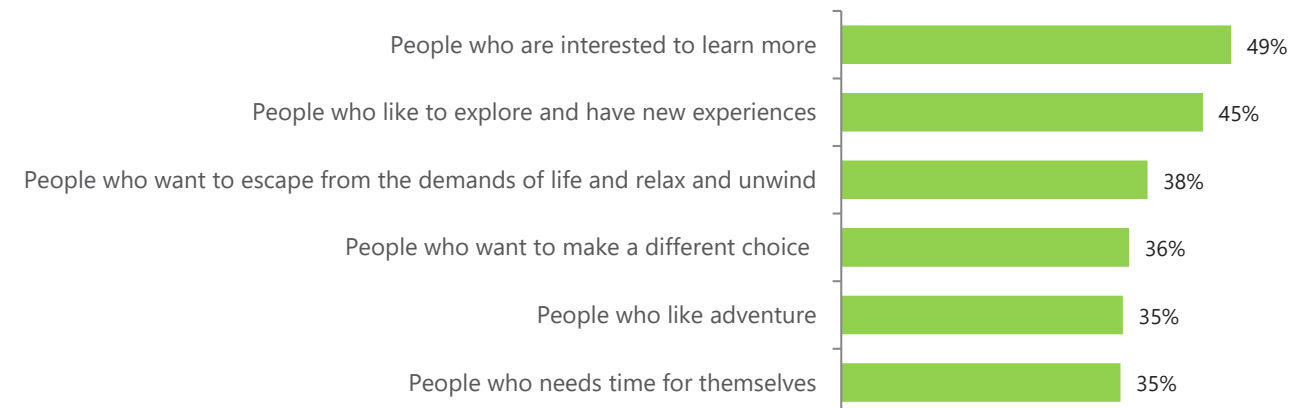 People who are interested to learn more 49%
People who like to explore and have new experiences 45%
People who want to escape from the demands of life and relax and unwind 38%
People who want to make a different choice 36%
People who like adventure 35%
People who needs time for themselves 35%